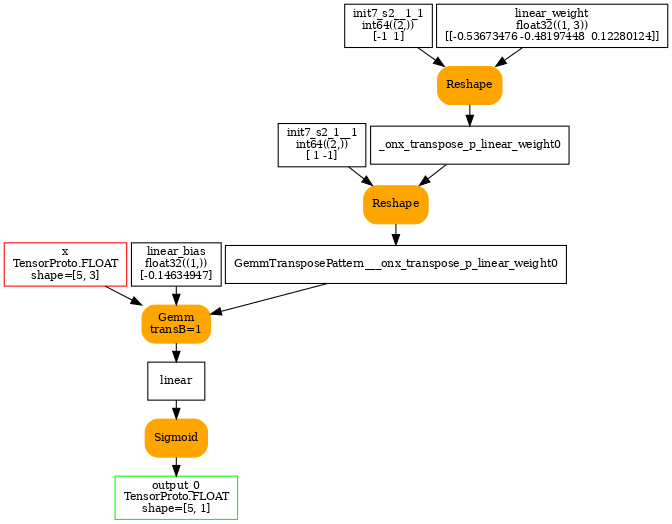 init7_s2__1_1
int64((2,))
[-1  1]
linear_weight
float32((1, 3))
[[-0.53673476 -0.48197448  0.12280124]]
Reshape
init7_s2_1__1
int64((2,))
[ 1 -1]
_onx_transpose_p_linear_weight0
Reshape
x
TensorProto.FLOAT
shape=[5, 3]
linear_bias
float32((1,))
[-0.14634947]
GemmTransposePattern___onx_transpose_p_linear_weight0
Gemm
transB=1
linear
Sigmoid
output_0
TensorProto.FLOAT
shape=[5, 1]